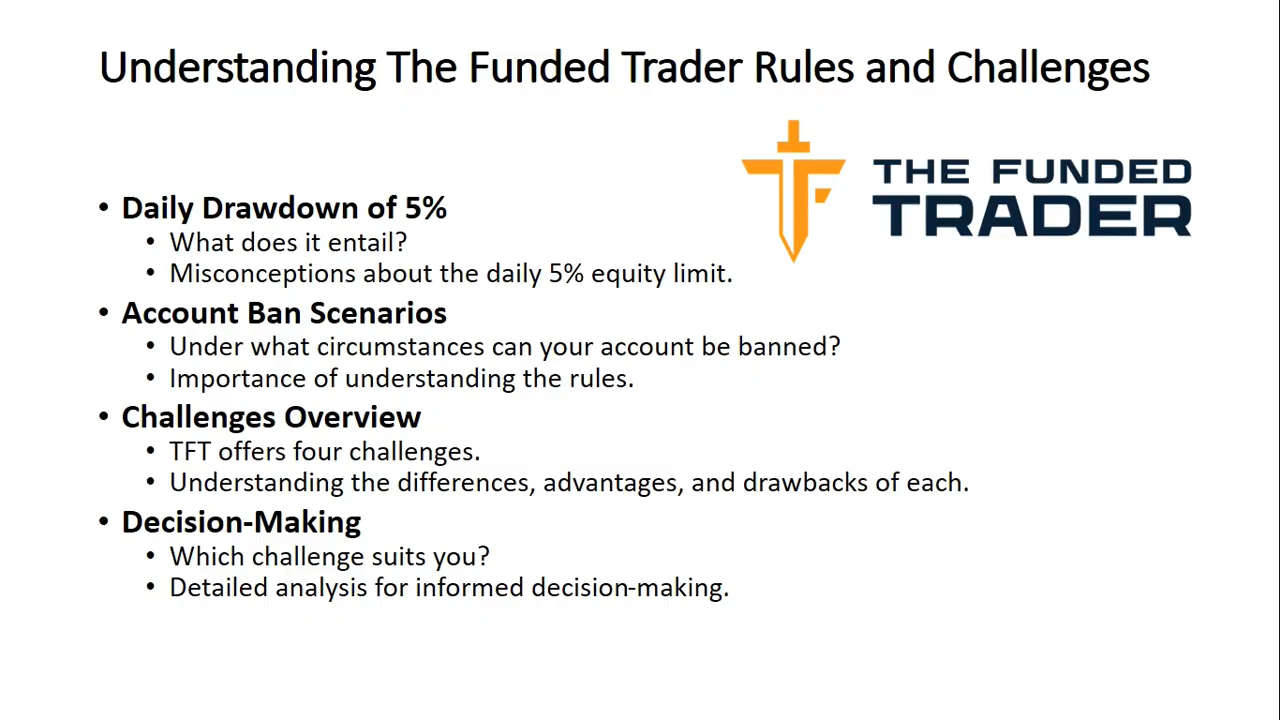 Understanding The Funded Trader Rules and Challenges
THE FUNDED
TRADER
• Daily Drawdown of 5%
• What does it entail?
• Misconceptions about the daily 5% equity limit.
• Account Ban Scenarios
• Under what circumstances can your account be banned?
• Importance of understanding the rules.
• Challenges Overview
• TFT offers four challenges.
• Understanding the differences, advantages, and drawbacks of each.
• Decision-Making
• Which challenge suits you?
• Detailed analysis for informed decision-making.